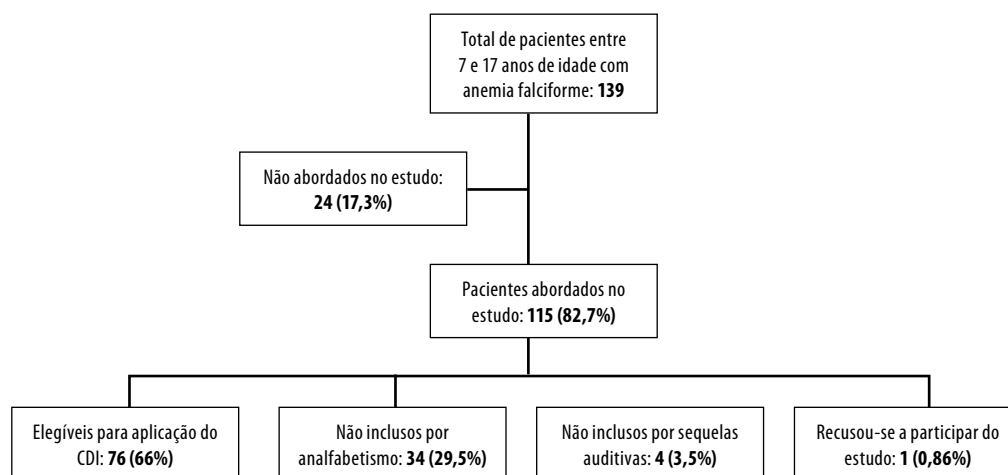 Total de pacientes entre
7 e 17 anos de idade com
anemia falciforme: 139
Não abordados no estudo:
24 (17,3%)
Pacientes abordados no
estudo: 115 (82,7%)
Elegíveis para aplicação do
CDI: 76 (66%)
Não inclusos por
analfabetismo: 34 (29,5%)
Não inclusos por sequelas
auditivas: 4 (3,5%)
Recusou-se a participar do
estudo: 1 (0,86%)